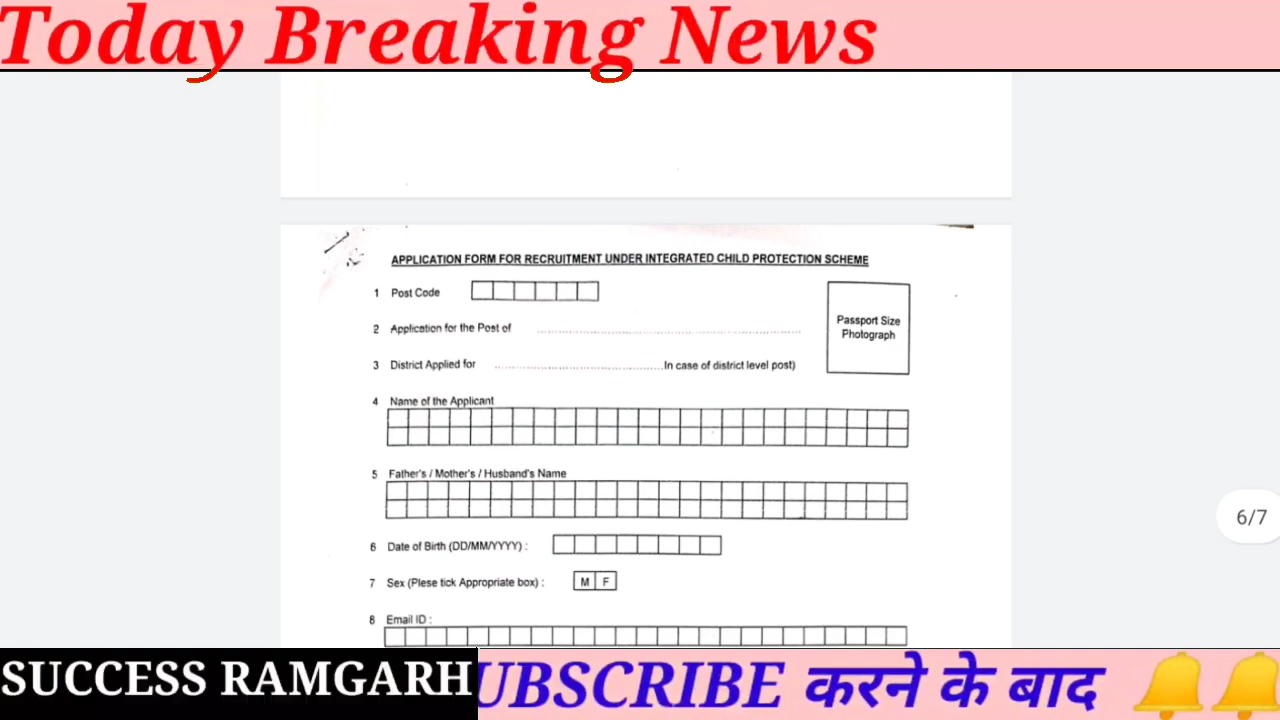 Today Breaking News
APPLICATION FORM FOR RECRUITMENT UNDER INTEGRATED CHILD PROTECTION SCHEME
1 Post Code
Passport Size
Photograph
2 Application for the Post of
3 District Applied for ........................................In case of district level post)
4 Name of the Applicant
5 Father's / Mother's / Husband's Name
6/7
6 Date of Birth (DD/MM/YYYY) :
7 Sex (Plese tick Appropriate box) : M F
8 Email ID :
SUCCESS RAMGARH UBSCRIBE करने के बाद